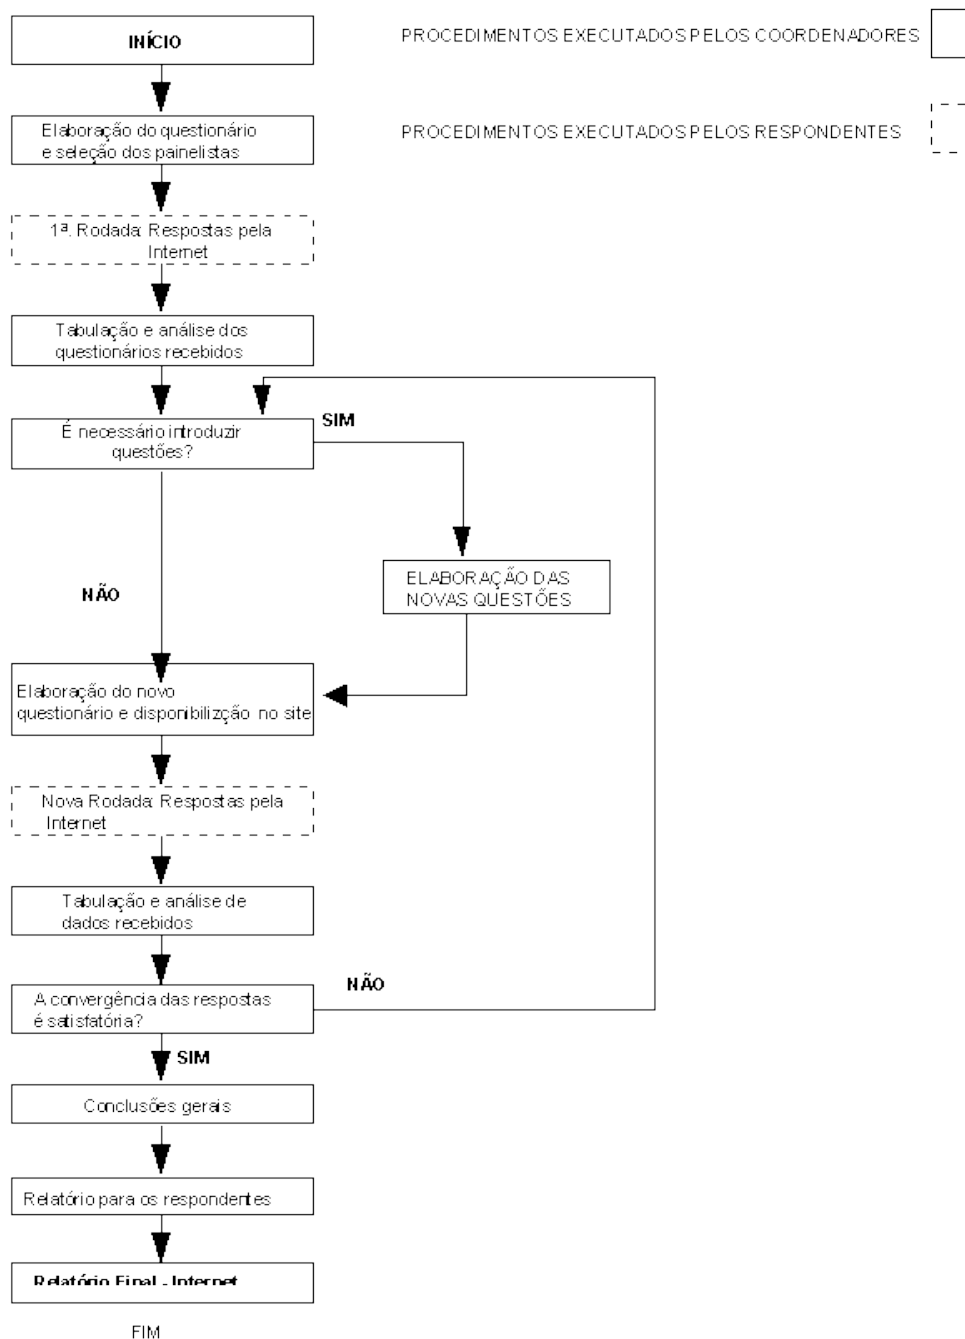 INÍCIO
PROCEDIMENTOS EXECUTADOS PELOS COORDENADORES
Elaboração do questionário
e seleção dos painelistas
PROCEDIMENTOS EXECUTADOS PELOS RESPONDENTES
1ª. Rodada: Respostas pela
Internet
Tabulação e análise dos
questionários recebidos
É necessário introduzir
questões?
SIM
NÃO
ELABORAÇÃO DAS
NOVAS QUESTÕES
Elaboração do novo
questionário e disponibilzção no site
Nova Rodada: Respostas pela
Internet
Tabulação e análise de
dados recebidos
A convergência das respostas
é satisfatória?
NÃO
SIM
Conclusões gerais
Relatório para os respondentes
Relatório Final - Internet
FIM